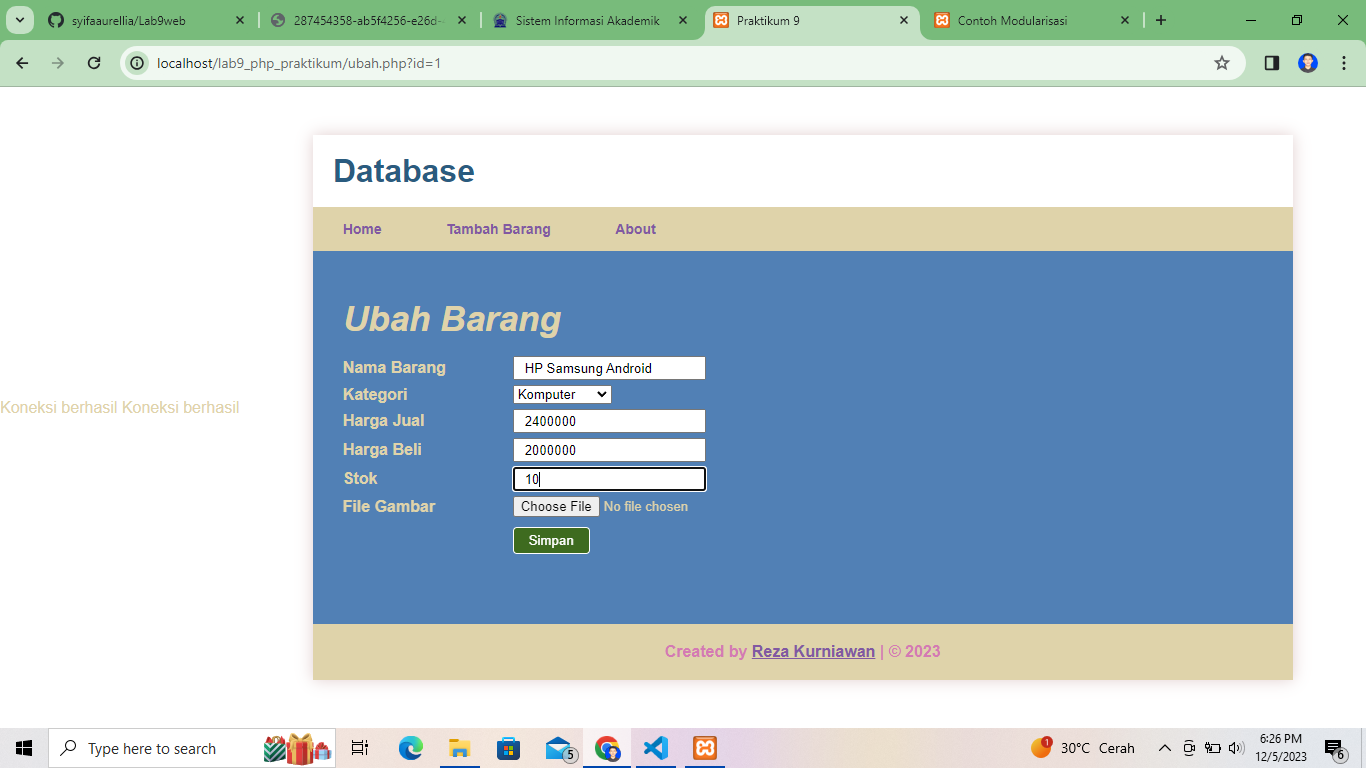 syifaaurellia/Lab9web
287454358-ab5f4256-e26d-
Sistem Informasi Akademik
Praktikum 9
Contoh Modularisasi
localhost/lab9_php_praktikum/ubah.php?id=1
Database
Home Tambah Barang About
Ubah Barang
Nama Barang HP Samsung Android
Kategori Komputer
Koneksi berhasil Koneksi berhasil
Harga Jual 2400000
Harga Beli 2000000
Stok 10
File Gambar Choose File No file chosen
Simpan
Created by Reza Kurniawan | © 2023
Type here to search
5
1
30°C Cerah
6:26 PM
12/5/2023
6